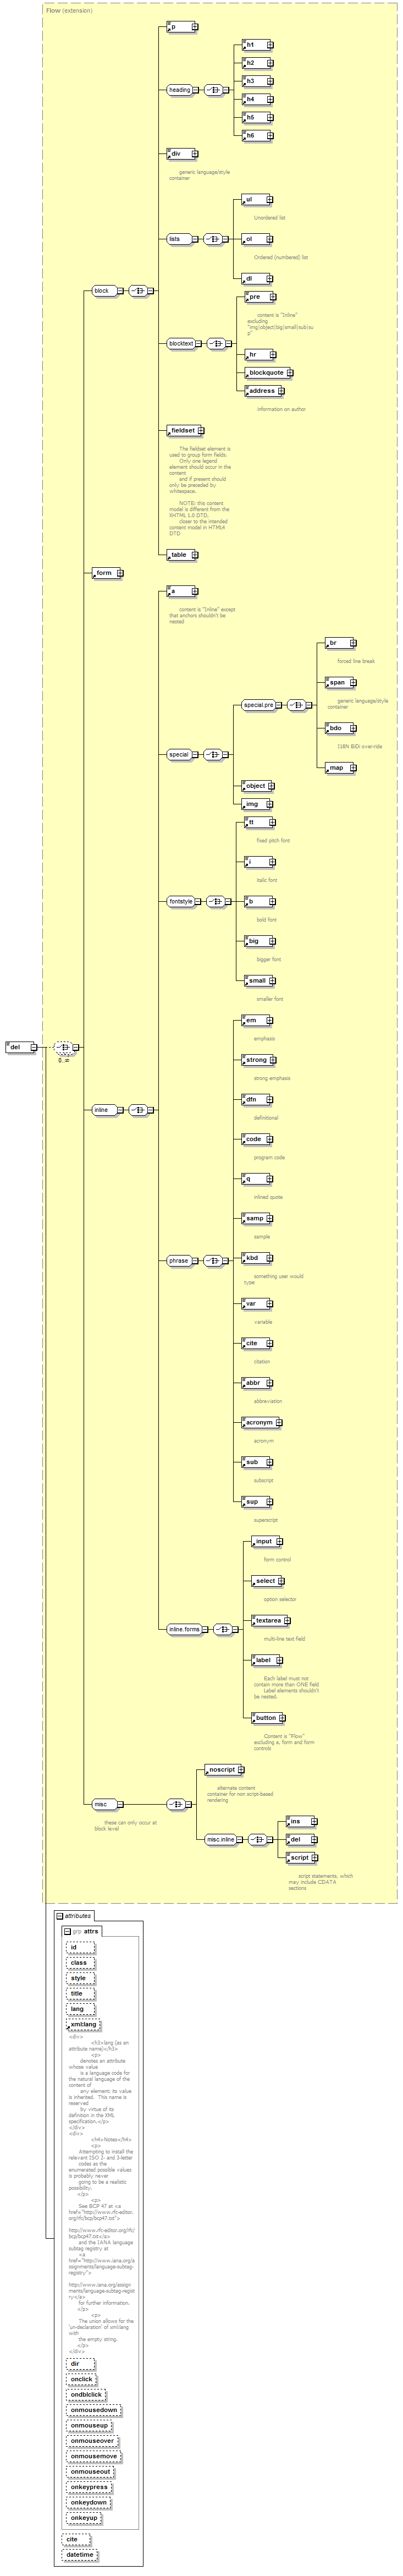 Flow (extension)
p
heading
h1
h2
h3
h4
h5
h6
div
generic language/style
container
block
lists
ul
Unordered list
ol
Ordered (numbered) list
dl
blocktext
pre
content is "Inline"
excluding
"img|object|big|small|sub|su
p"
hr
blockquote
address
information on author
fieldset
The fieldset element is
used to group form fields.
Only one legend
element should occur in the
content
and if present should
only be preceded by
whitespace.
NOTE: this content
model is different from the
XHTML 1.0 DTD,
closer to the intended
content model in HTML4
DTD
table
form
a
content is "Inline" except
that anchors shouldn't be
nested
special
special.pre
br
forced line break
span
generic language/style
container
bdo
I18N BiDi over-ride
map
object
img
fontstyle
tt
fixed pitch font
i
italic font
b
bold font
big
bigger font
small
smaller font
del
0..∞
inline
phrase
em
emphasis
strong
strong emphasis
dfn
definitional
code
program code
q
inlined quote
samp
sample
kbd
something user would
type
var
variable
cite
citation
abbr
abbreviation
acronym
acronym
sub
subscript
sup
superscript
inline.forms
input
form control
select
option selector
textarea
multi-line text field
label
Each label must not
contain more than ONE field
Label elements shouldn't
be nested.
button
Content is "Flow"
excluding a, form and form
controls
misc
these can only occur at
block level
noscript
alternate content
container for non script-based
rendering
misc.inline
ins
del
script
script statements, which
may include CDATA
sections
attributes
grp attrs
id
class
style
title
lang
xml:lang
<div>
<h3>lang (as an
attribute name)</h3>
<p>
denotes an attribute
whose value
is a language code for
the natural language of the
content of
any element; its value
is inherited. This name is
reserved
by virtue of its
definition in the XML
specification.</p>
</div>
<div>
<h4>Notes</h4>
<p>
Attempting to install the
relevant ISO 2- and 3-letter
codes as the
enumerated possible values
is probably never
going to be a realistic
possibility.
</p>
<p>
See BCP 47 at <a
href="http://www.rfc-editor.
org/rfc/bcp/bcp47.txt">
http://www.rfc-editor.org/rfc/
bcp/bcp47.txt</a>
and the IANA language
subtag registry at
<a
href="http://www.iana.org/a
ssignments/language-subtag-
registry">
http://www.iana.org/assign
ments/language-subtag-regist
ry</a>
for further information.
</p>
<p>
The union allows for the
'un-declaration' of xml:lang
with
the empty string.
</p>
</div>
dir
onclick
ondblclick
onmousedown
onmouseup
onmouseover
onmousemove
onmouseout
onkeypress
onkeydown
onkeyup
cite
datetime